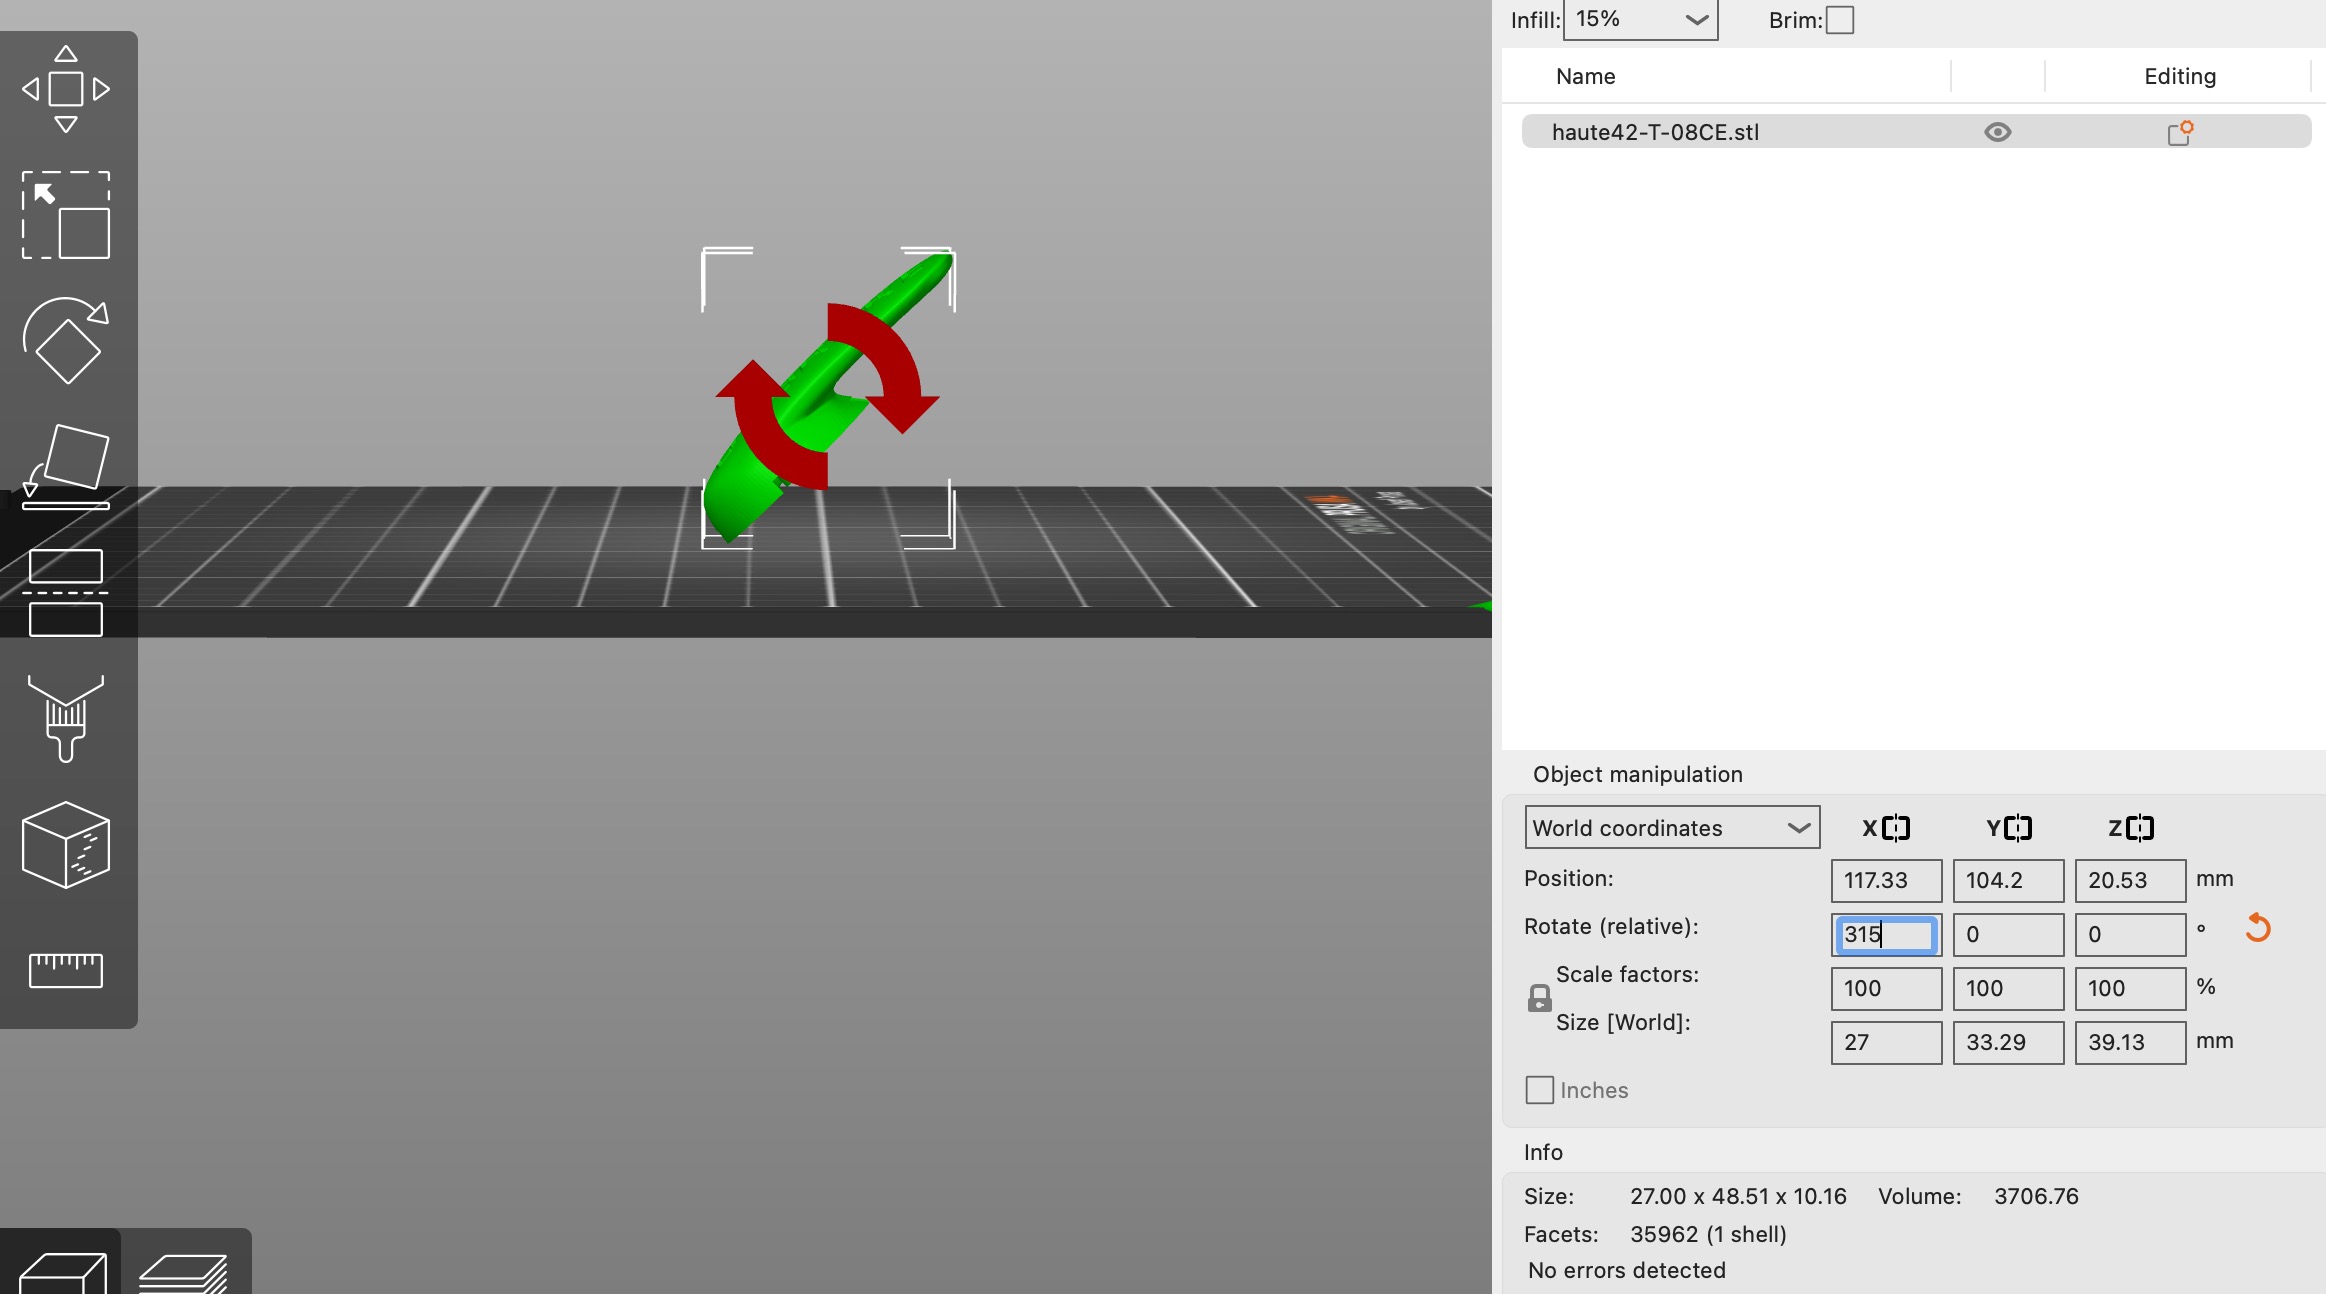 Infill: 15% Brim:
Name Editing
haute42-T-08CE.stl
Object manipulation
World coordinates X Y Z
Position: 117.33 104.2 20.53 mm
Rotate (relative): 315 0 0 °
Scale factors: 100 100 100 %
Size [World]: 27 33.29 39.13 mm
Inches
Info
Size: 27.00 x 48.51 x 10.16 Volume: 3706.76
Facets: 35962 (1 shell)
No errors detected